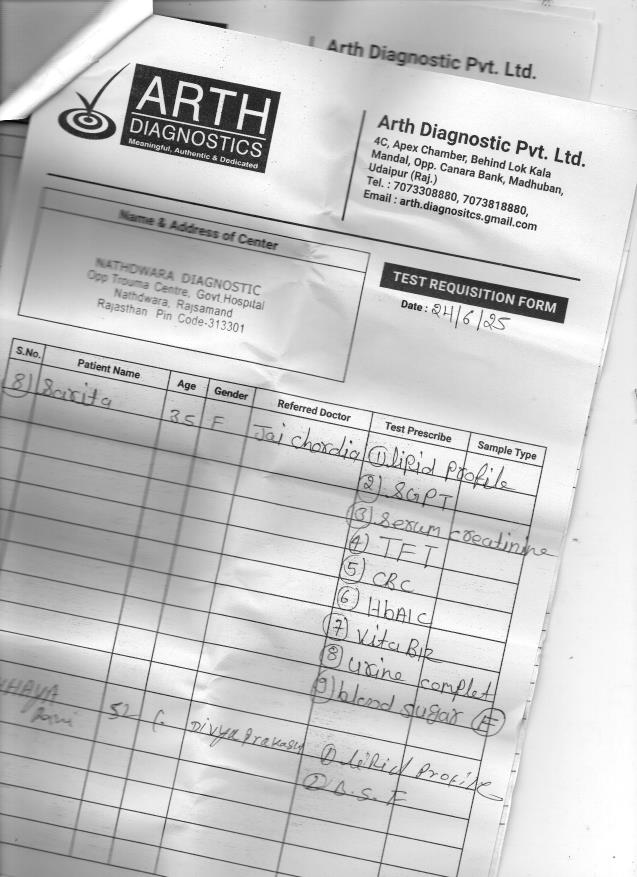 Arth Diagnostic Pvt. Ltd.
ARTH
DIAGNOSTICS
Meaningful, Authentic & Dedicated
Arth Diagnostic Pvt. Ltd.
4C, Apex Chamber, Behind Lok Kala
Mandal, Opp. Canara Bank, Madhuban,
Udaipur (Raj.)
Tel. : 7073308880, 7073818880,
Email : arth.diagnositcs.gmail.com
Name & Address of Center
NATHDWARA DIAGNOSTIC
Opp Trouma Centre, Govt.Hospital
Nathdwara, Rajsamand
Rajasthan Pin Code-313301
TEST REQUISITION FORM
Date : 24/6/25
S.No. Patient Name Age Gender Referred Doctor Test Prescribe Sample Type
8) Sarita 35 F Jai Chordia 1) lipid profile
2) SGPT
3) Serum creatinine
4) TFT
5) CBC
6) HbA1C
7) Vita B12
8) urine complet
9) blood sugar F
52 Divya Prakash 1) lipid profile
2) B.S.F